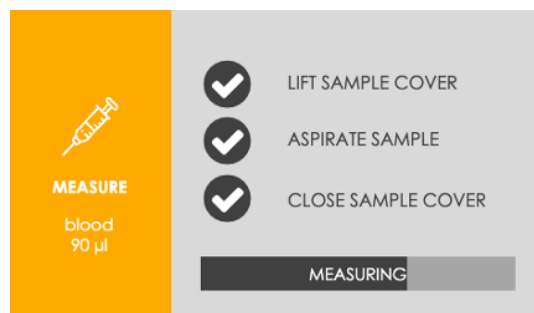 MEASURE
blood
90 µl
LIFT SAMPLE COVER
ASPIRATE SAMPLE
CLOSE SAMPLE COVER
MEASURING